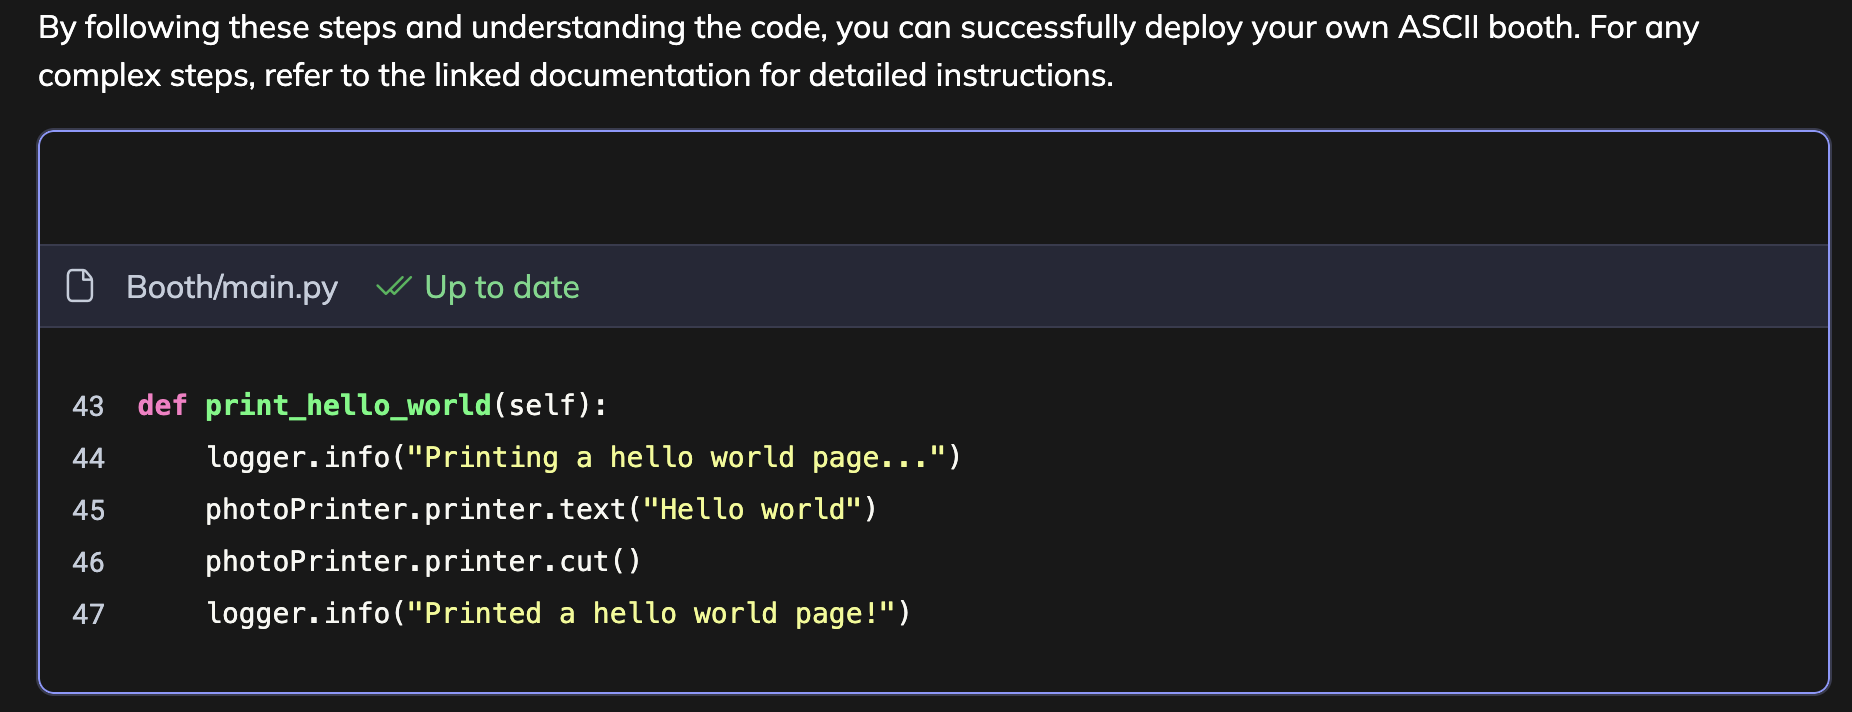 By following these steps and understanding the code, you can successfully deploy your own ASCII booth. For any
complex steps, refer to the linked documentation for detailed instructions.
Booth/main.py Up to date
43 def print_hello_world(self):
44     logger.info("Printing a hello world page...")
45     photoPrinter.printer.text("Hello world")
46     photoPrinter.printer.cut()
47     logger.info("Printed a hello world page!")